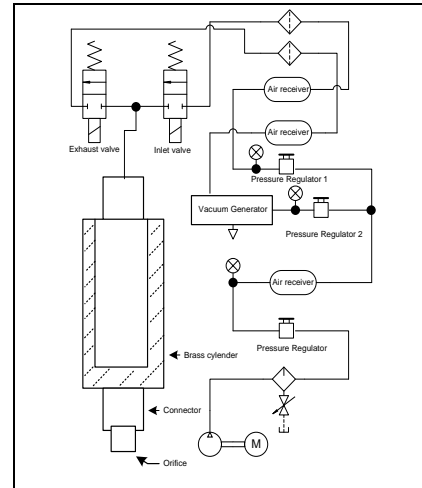 Air receiver
Air receiver
Exhaust valve
Inlet valve
Pressure Regulator 1
Vacuum Generator
Pressure Regulator 2
Air receiver
Pressure Regulator
Brass cylender
Connector
M
Orifice